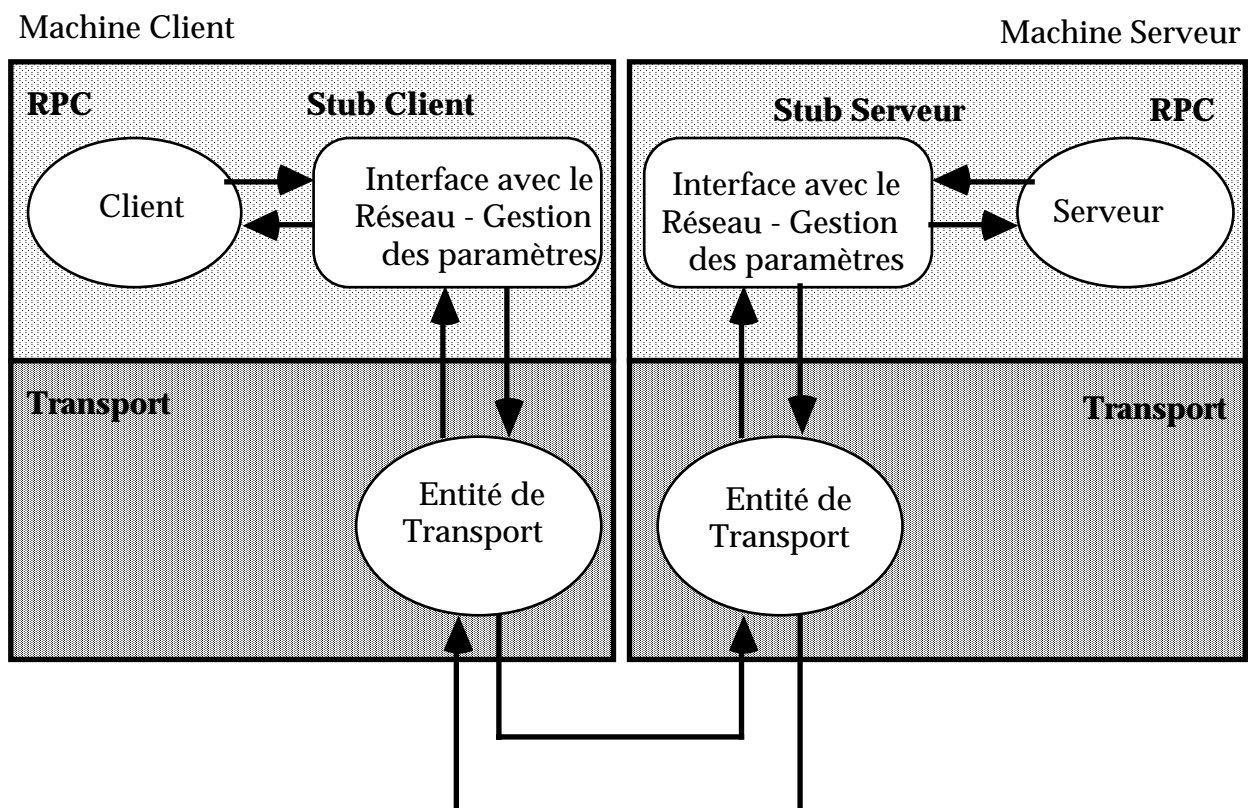 Machine Client
Machine Serveur
RPC
Stub Client
Stub Serveur
RPC
Client
Interface avec le
Réseau - Gestion
des paramètres
Interface avec le
Réseau - Gestion
des paramètres
Serveur
Transport
Transport
Entité de
Transport
Entité de
Transport